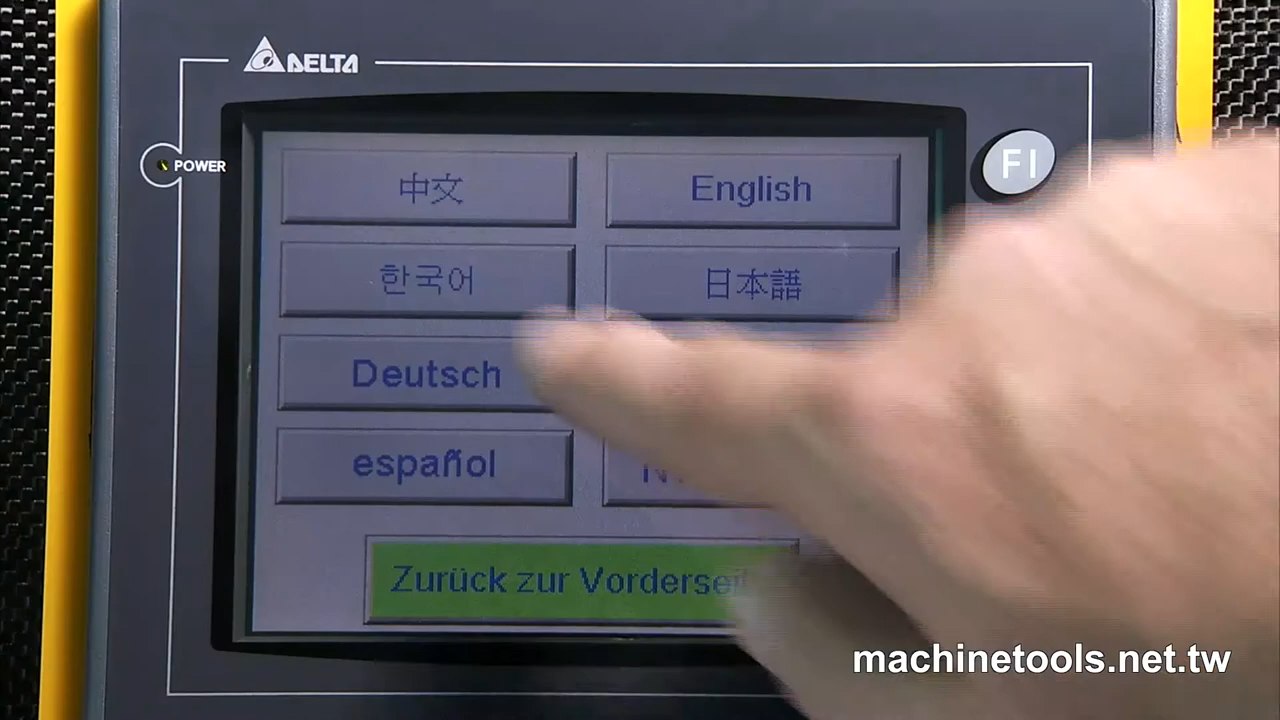 DELTA
POWER
F1
中文
English
한국어
日本語
Deutsch
español
Zurück zur
machinetools.net.tw